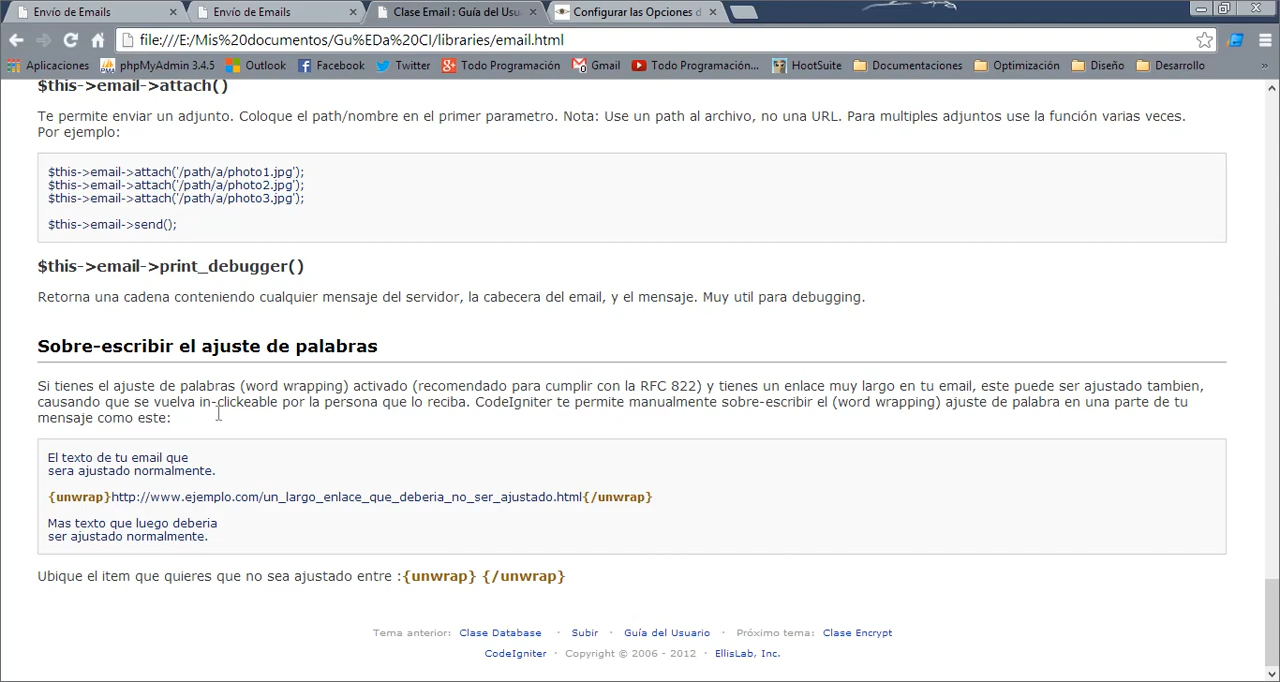 Envío de Emails
Envío de Emails
Clase Email : Guía del Usu
Configurar las Opciones d
file:///E:/Mis%20documentos/Gu%EDa%20CI/libraries/email.html
Aplicaciones phpMyAdmin 3.4.5 Outlook Facebook Twitter Todo Programación Gmail Todo Programación... HootSuite Documentaciones Optimización Diseño Desarrollo »
$this->email->attach()
Te permite enviar un adjunto. Coloque el path/nombre en el primer parametro. Nota: Use un path al archivo, no una URL. Para multiples adjuntos use la función varias veces.
Por ejemplo:
$this->email->attach('/path/a/photo1.jpg');
$this->email->attach('/path/a/photo2.jpg');
$this->email->attach('/path/a/photo3.jpg');
$this->email->send();
$this->email->print_debugger()
Retorna una cadena conteniendo cualquier mensaje del servidor, la cabecera del email, y el mensaje. Muy util para debugging.
Sobre-escribir el ajuste de palabras
Si tienes el ajuste de palabras (word wrapping) activado (recomendado para cumplir con la RFC 822) y tienes un enlace muy largo en tu email, este puede ser ajustado tambien,
causando que se vuelva in-clickeable por la persona que lo reciba. CodeIgniter te permite manualmente sobre-escribir el (word wrapping) ajuste de palabra en una parte de tu
mensaje como este:
El texto de tu email que
sera ajustado normalmente.
{unwrap}http://www.ejemplo.com/un_largo_enlace_que_deberia_no_ser_ajustado.html{/unwrap}
Mas texto que luego deberia
ser ajustado normalmente.
Ubique el item que quieres que no sea ajustado entre :{unwrap} {/unwrap}
Tema anterior: Clase Database · Subir · Guía del Usuario · Próximo tema: Clase Encrypt
CodeIgniter · Copyright © 2006 - 2012 · EllisLab, Inc.